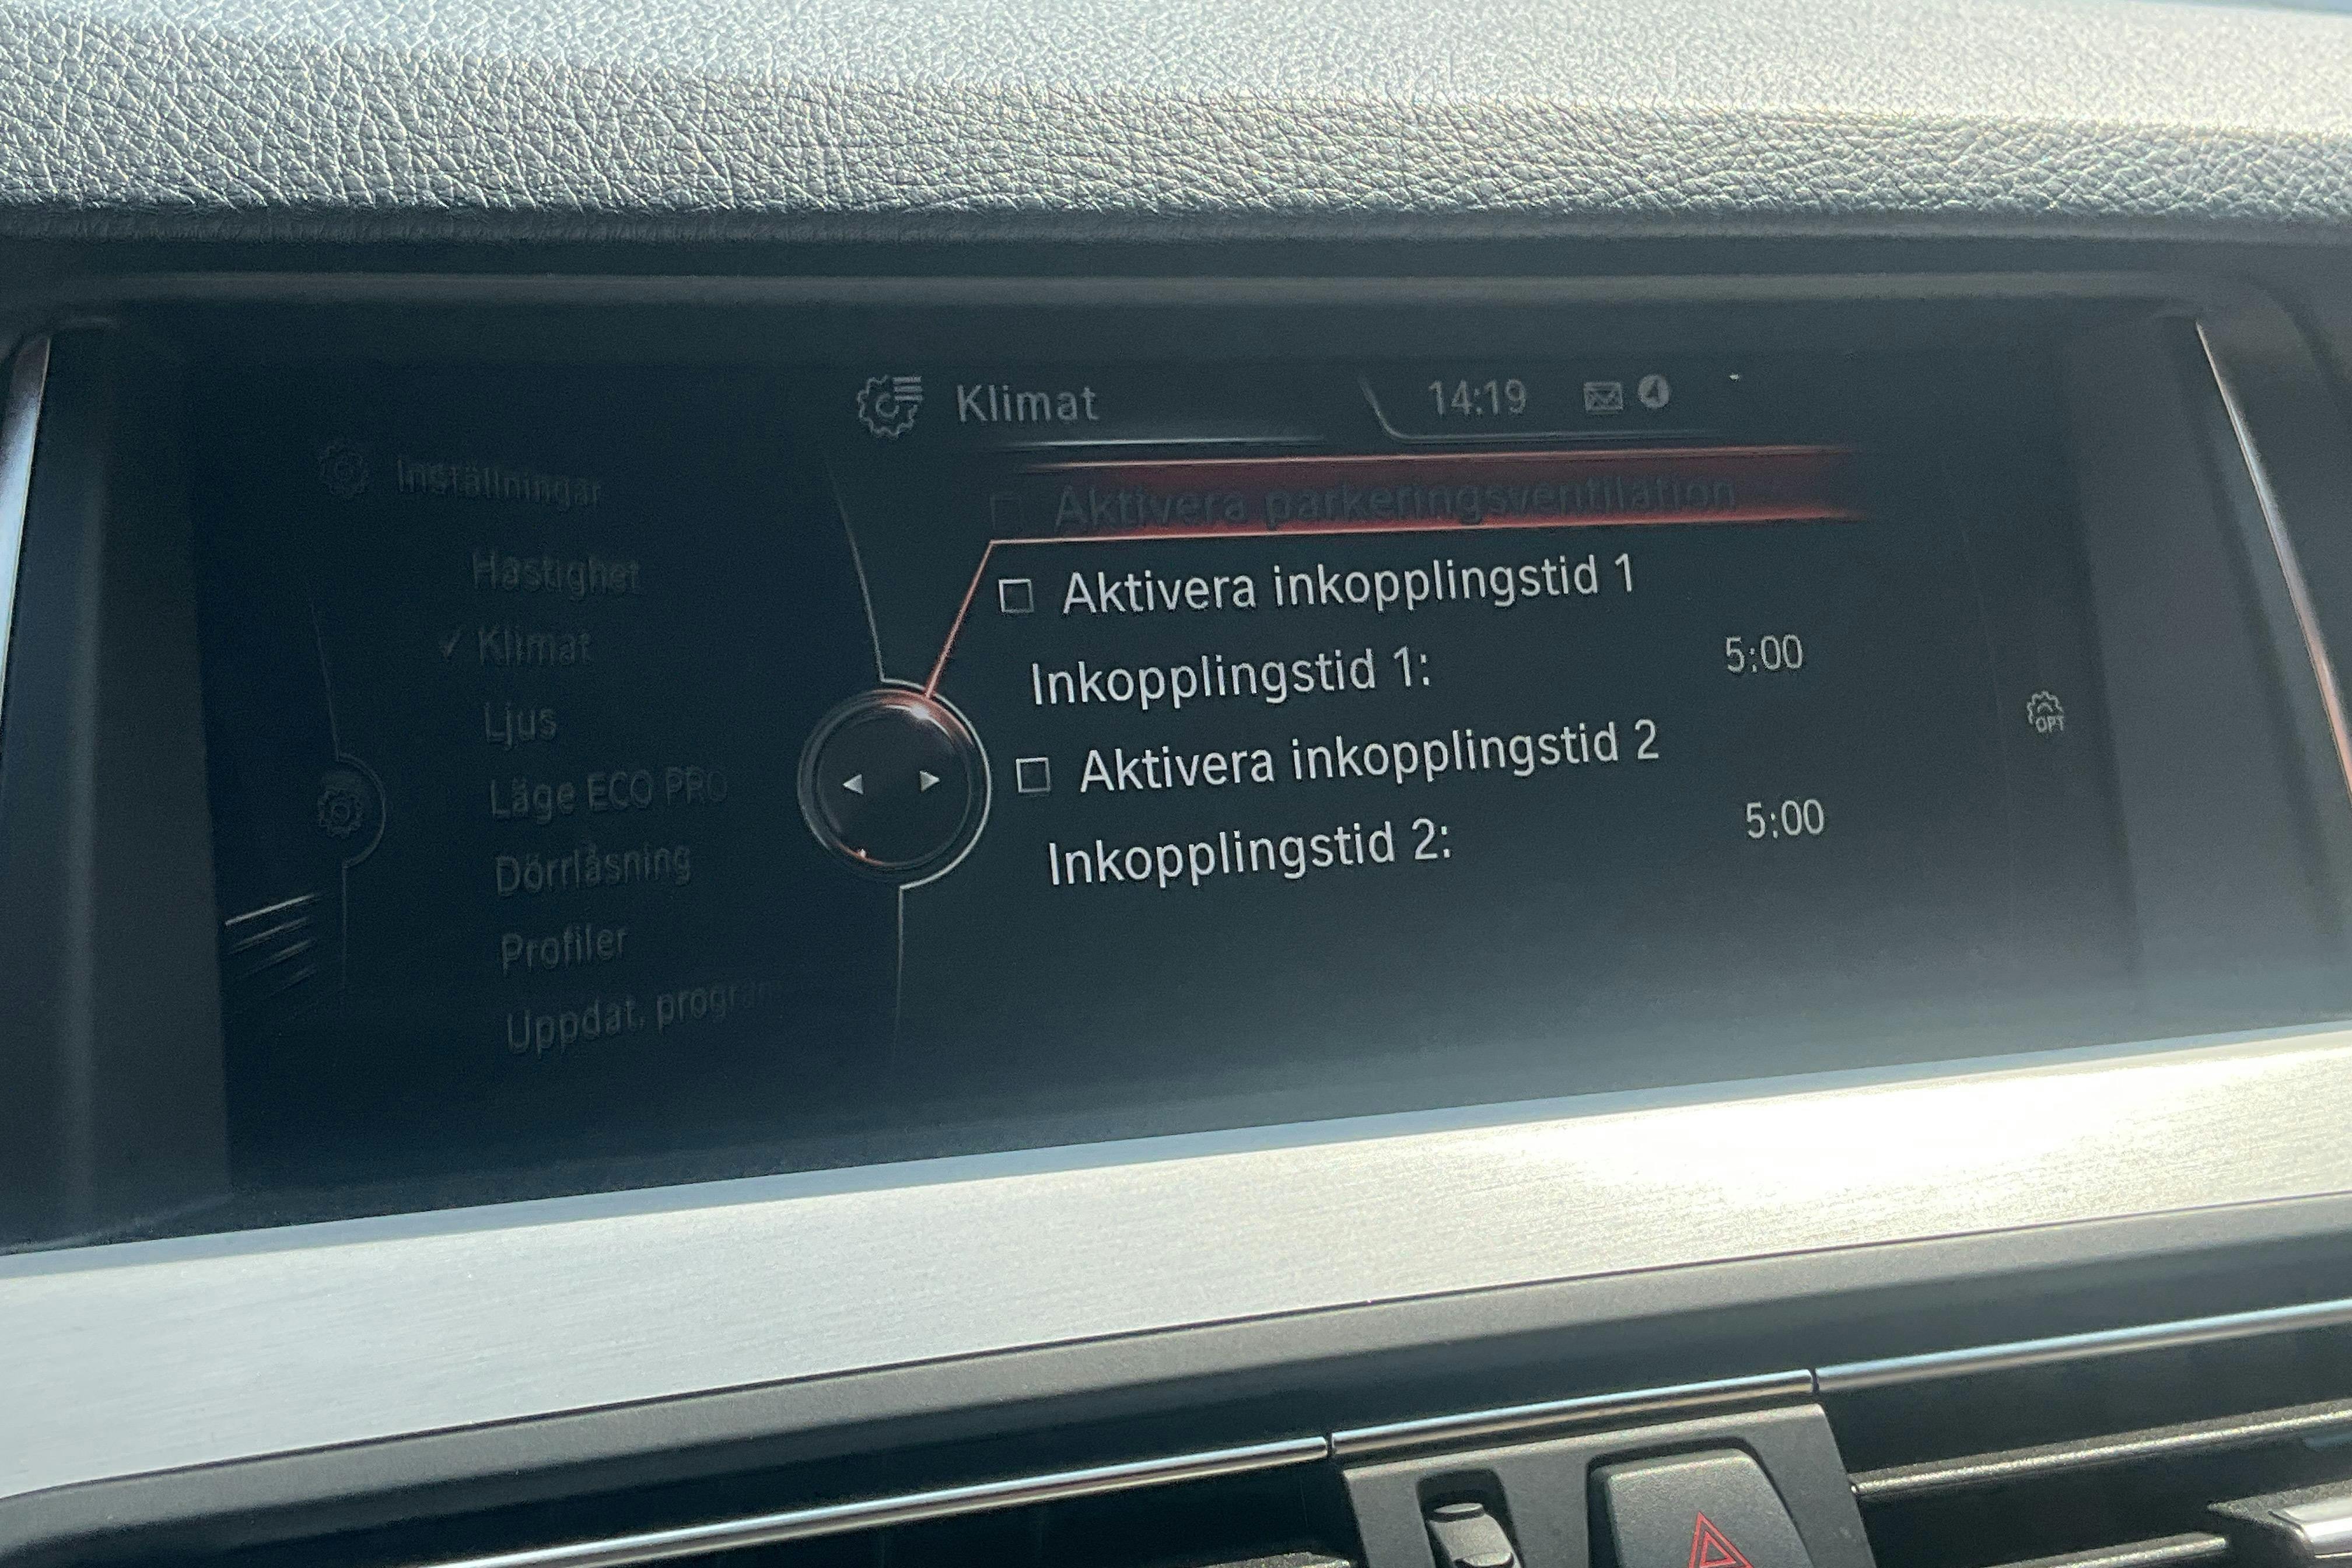 Klimat
14:19
Inställningar
Hastighet
✓ Klimat
Ljus
Läge ECO PRO
Dörrlåsning
Profiler
Uppdat. program
Aktivera parkeringsventilation
Aktivera inkopplingstid 1
Inkopplingstid 1: 5:00
Aktivera inkopplingstid 2
Inkopplingstid 2: 5:00
OPT